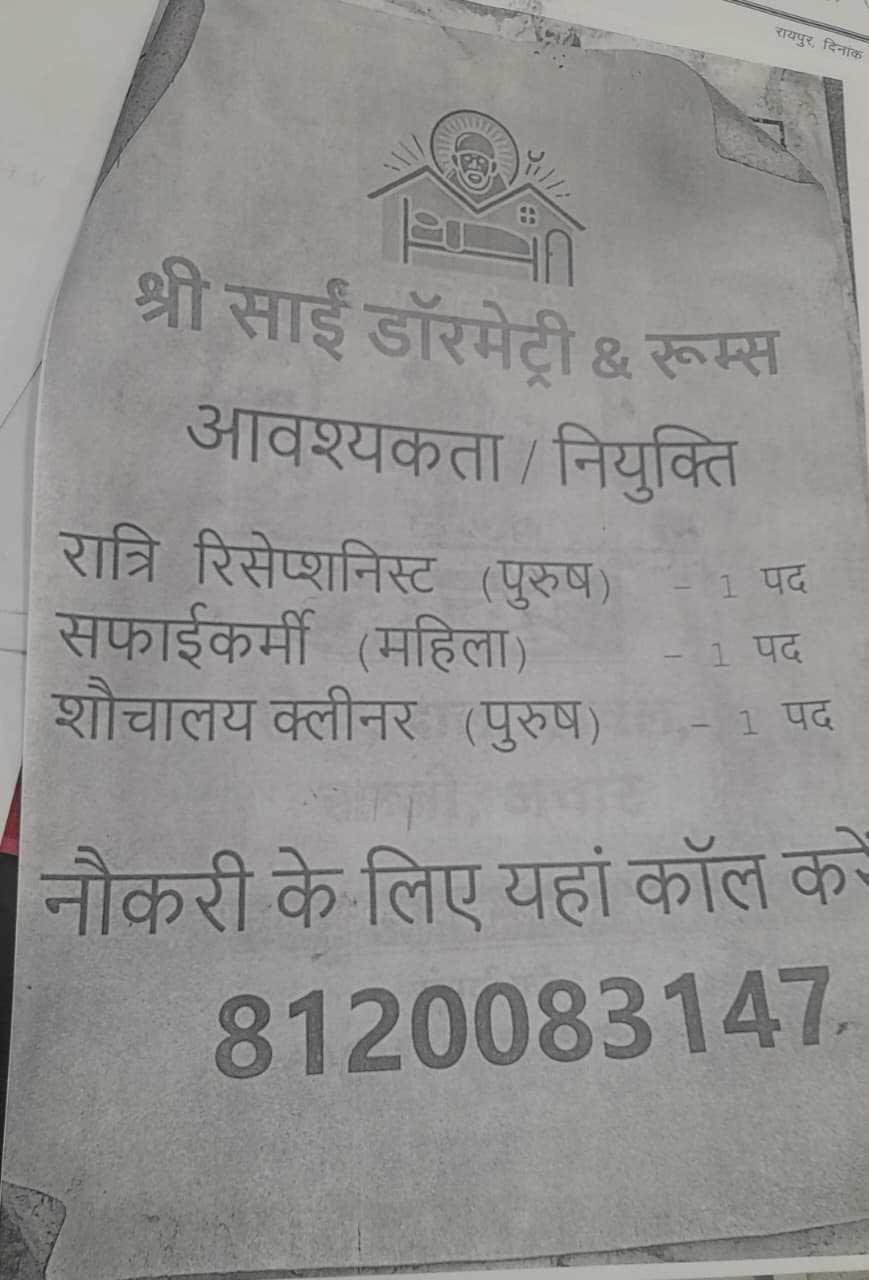 रायपुर, दिनांक
श्री साईं डॉरमेट्री & रूम्स
आवश्यकता / नियुक्ति
रात्रि रिसेप्शनिस्ट (पुरुष) - 1 पद
सफाईकर्मी (महिला) - 1 पद
शौचालय क्लीनर (पुरुष) - 1 पद
नौकरी के लिए यहां कॉल करें
8120083147